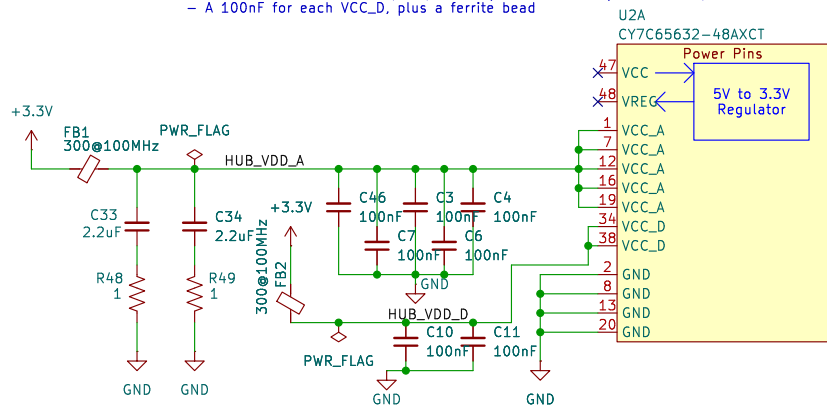 - A 100nF for each VCC_D, plus a ferrite bead
U2A
CY7C65632-48AXCT
Power Pins
47 VCC
48 VREG
5V to 3.3V
Regulator
1 VCC_A
7 VCC_A
12 VCC_A
16 VCC_A
19 VCC_A
34 VCC_D
38 VCC_D
2 GND
8 GND
13 GND
20 GND
+3.3V
FB1
300@100MHz
PWR_FLAG
HUB_VDD_A
C33
2.2uF
C34
2.2uF
R48
1
R49
1
GND
GND
C46
100nF
C7
100nF
C3
100nF
C6
100nF
C4
100nF
GND
+3.3V
300@100MHz
FB2
HUB_VDD_D
PWR_FLAG
C10
100nF
C11
100nF
GND
GND